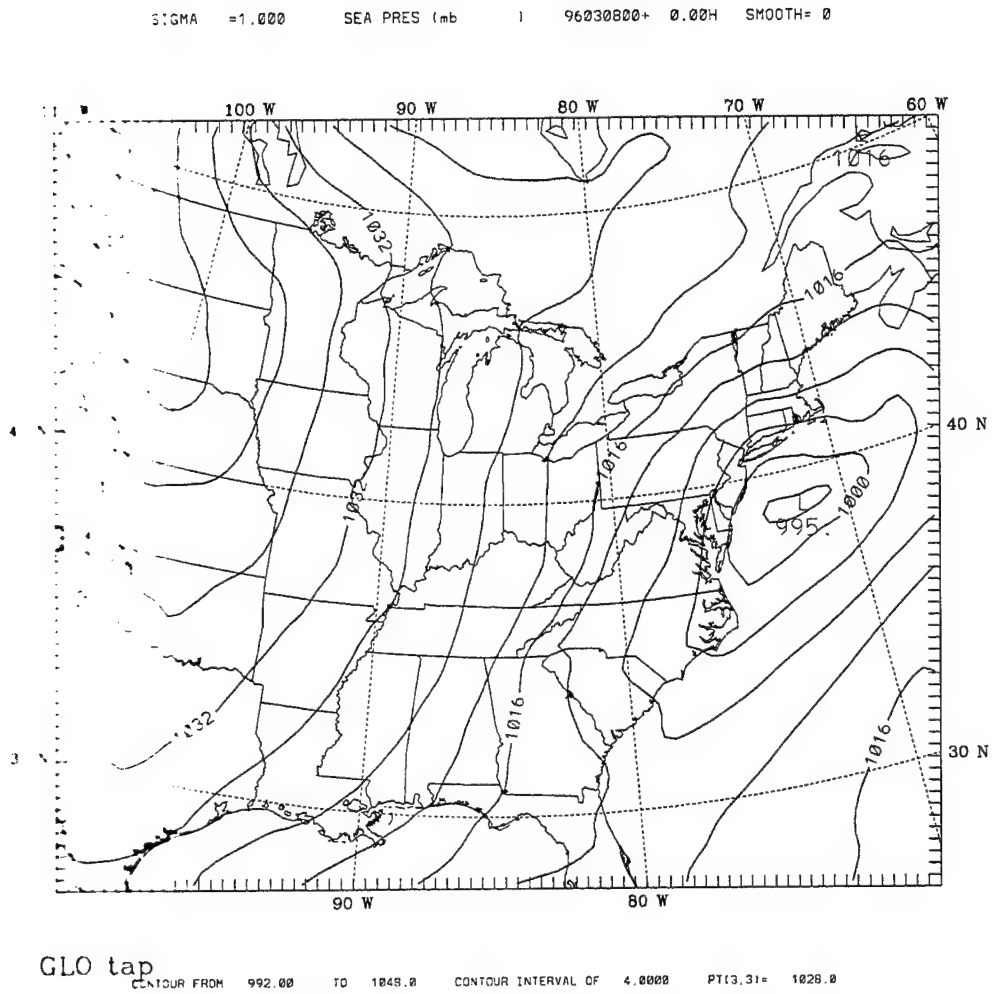 SIGMA =1.000 SEA PRES (mb ) 96030800+ 0.00H SMOOTH= 0
100 W 90 W 80 W 70 W 60 W
1016
1032
1016
4 40 N
1016
1032
1000
995.
1032
1016
1016
3 30 N
90 W 80 W
GLO tap
CONTOUR FROM 992.00 TO 1048.0 CONTOUR INTERVAL OF 4.0000 PT(3,3)= 1028.0